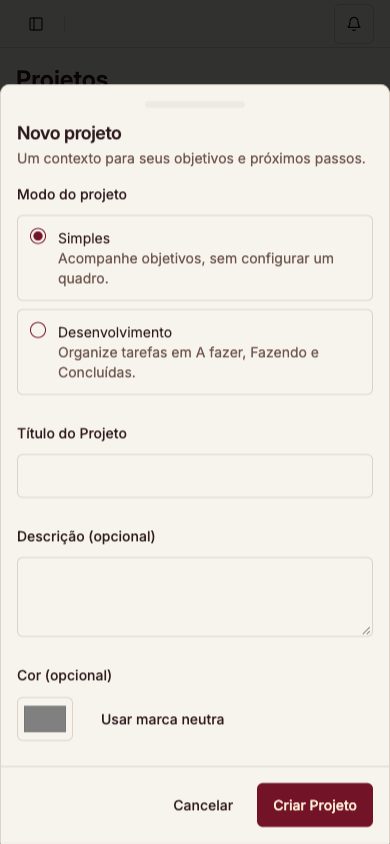 Projetos
Novo projeto
Um contexto para seus objetivos e próximos passos.
Modo do projeto
Simples
Acompanhe objetivos, sem configurar um
quadro.
Desenvolvimento
Organize tarefas em A fazer, Fazendo e
Concluídas.
Título do Projeto
Descrição (opcional)
Cor (opcional)
Usar marca neutra
Cancelar
Criar Projeto